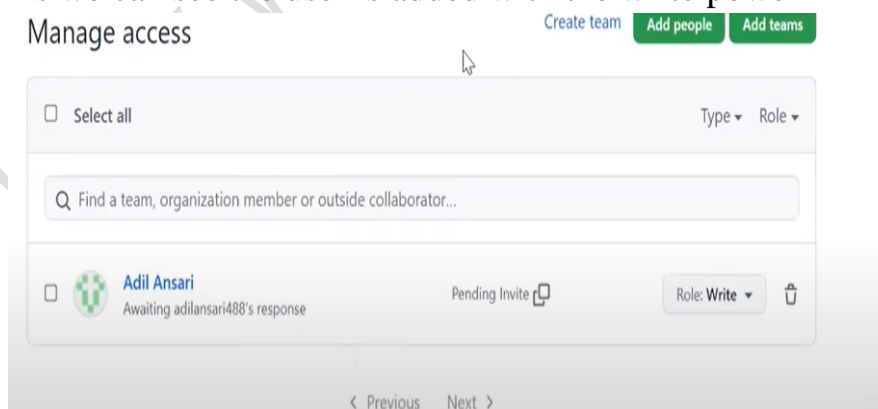 Manage access
Create team Add people Add teams
Select all
Type Role
Find a team, organization member or outside collaborator...
Adil Ansari
Awaiting adilansari488's response
Pending Invite
Role: Write
Previous Next